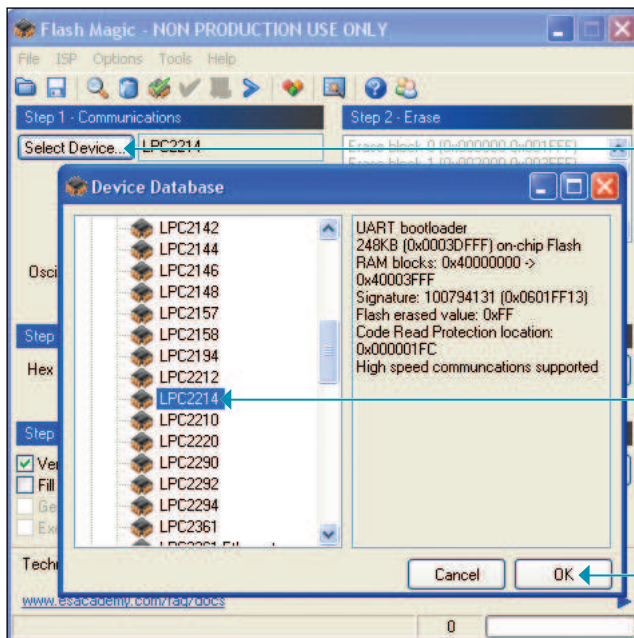 Flash Magic - NON PRODUCTION USE ONLY
File ISP Options Tools Help
Step 1 - Communications
Step 2 - Erase
Select Device...
LPC2214
Erase block 0 (0x000000-0x001FFF)
Erase block 1 (0x002000-0x003FFF)
Device Database
LPC2142
LPC2144
LPC2146
LPC2148
LPC2157
LPC2158
LPC2194
LPC2212
LPC2214
LPC2210
LPC2220
LPC2290
LPC2292
LPC2294
LPC2361
UART bootloader
248KB (0x0003DFFF) on-chip Flash
RAM blocks: 0x40000000 ->
0x40003FFF
Signature: 100794131 (0x0601FF13)
Flash erased value: 0xFF
Code Read Protection location:
0x000001FC
High speed communcations supported
Osci
Step
Hex
Step
Ver
Fill
Ge
Exe
Techn
Cancel
OK
www.esacademy.com/faq/docs
0